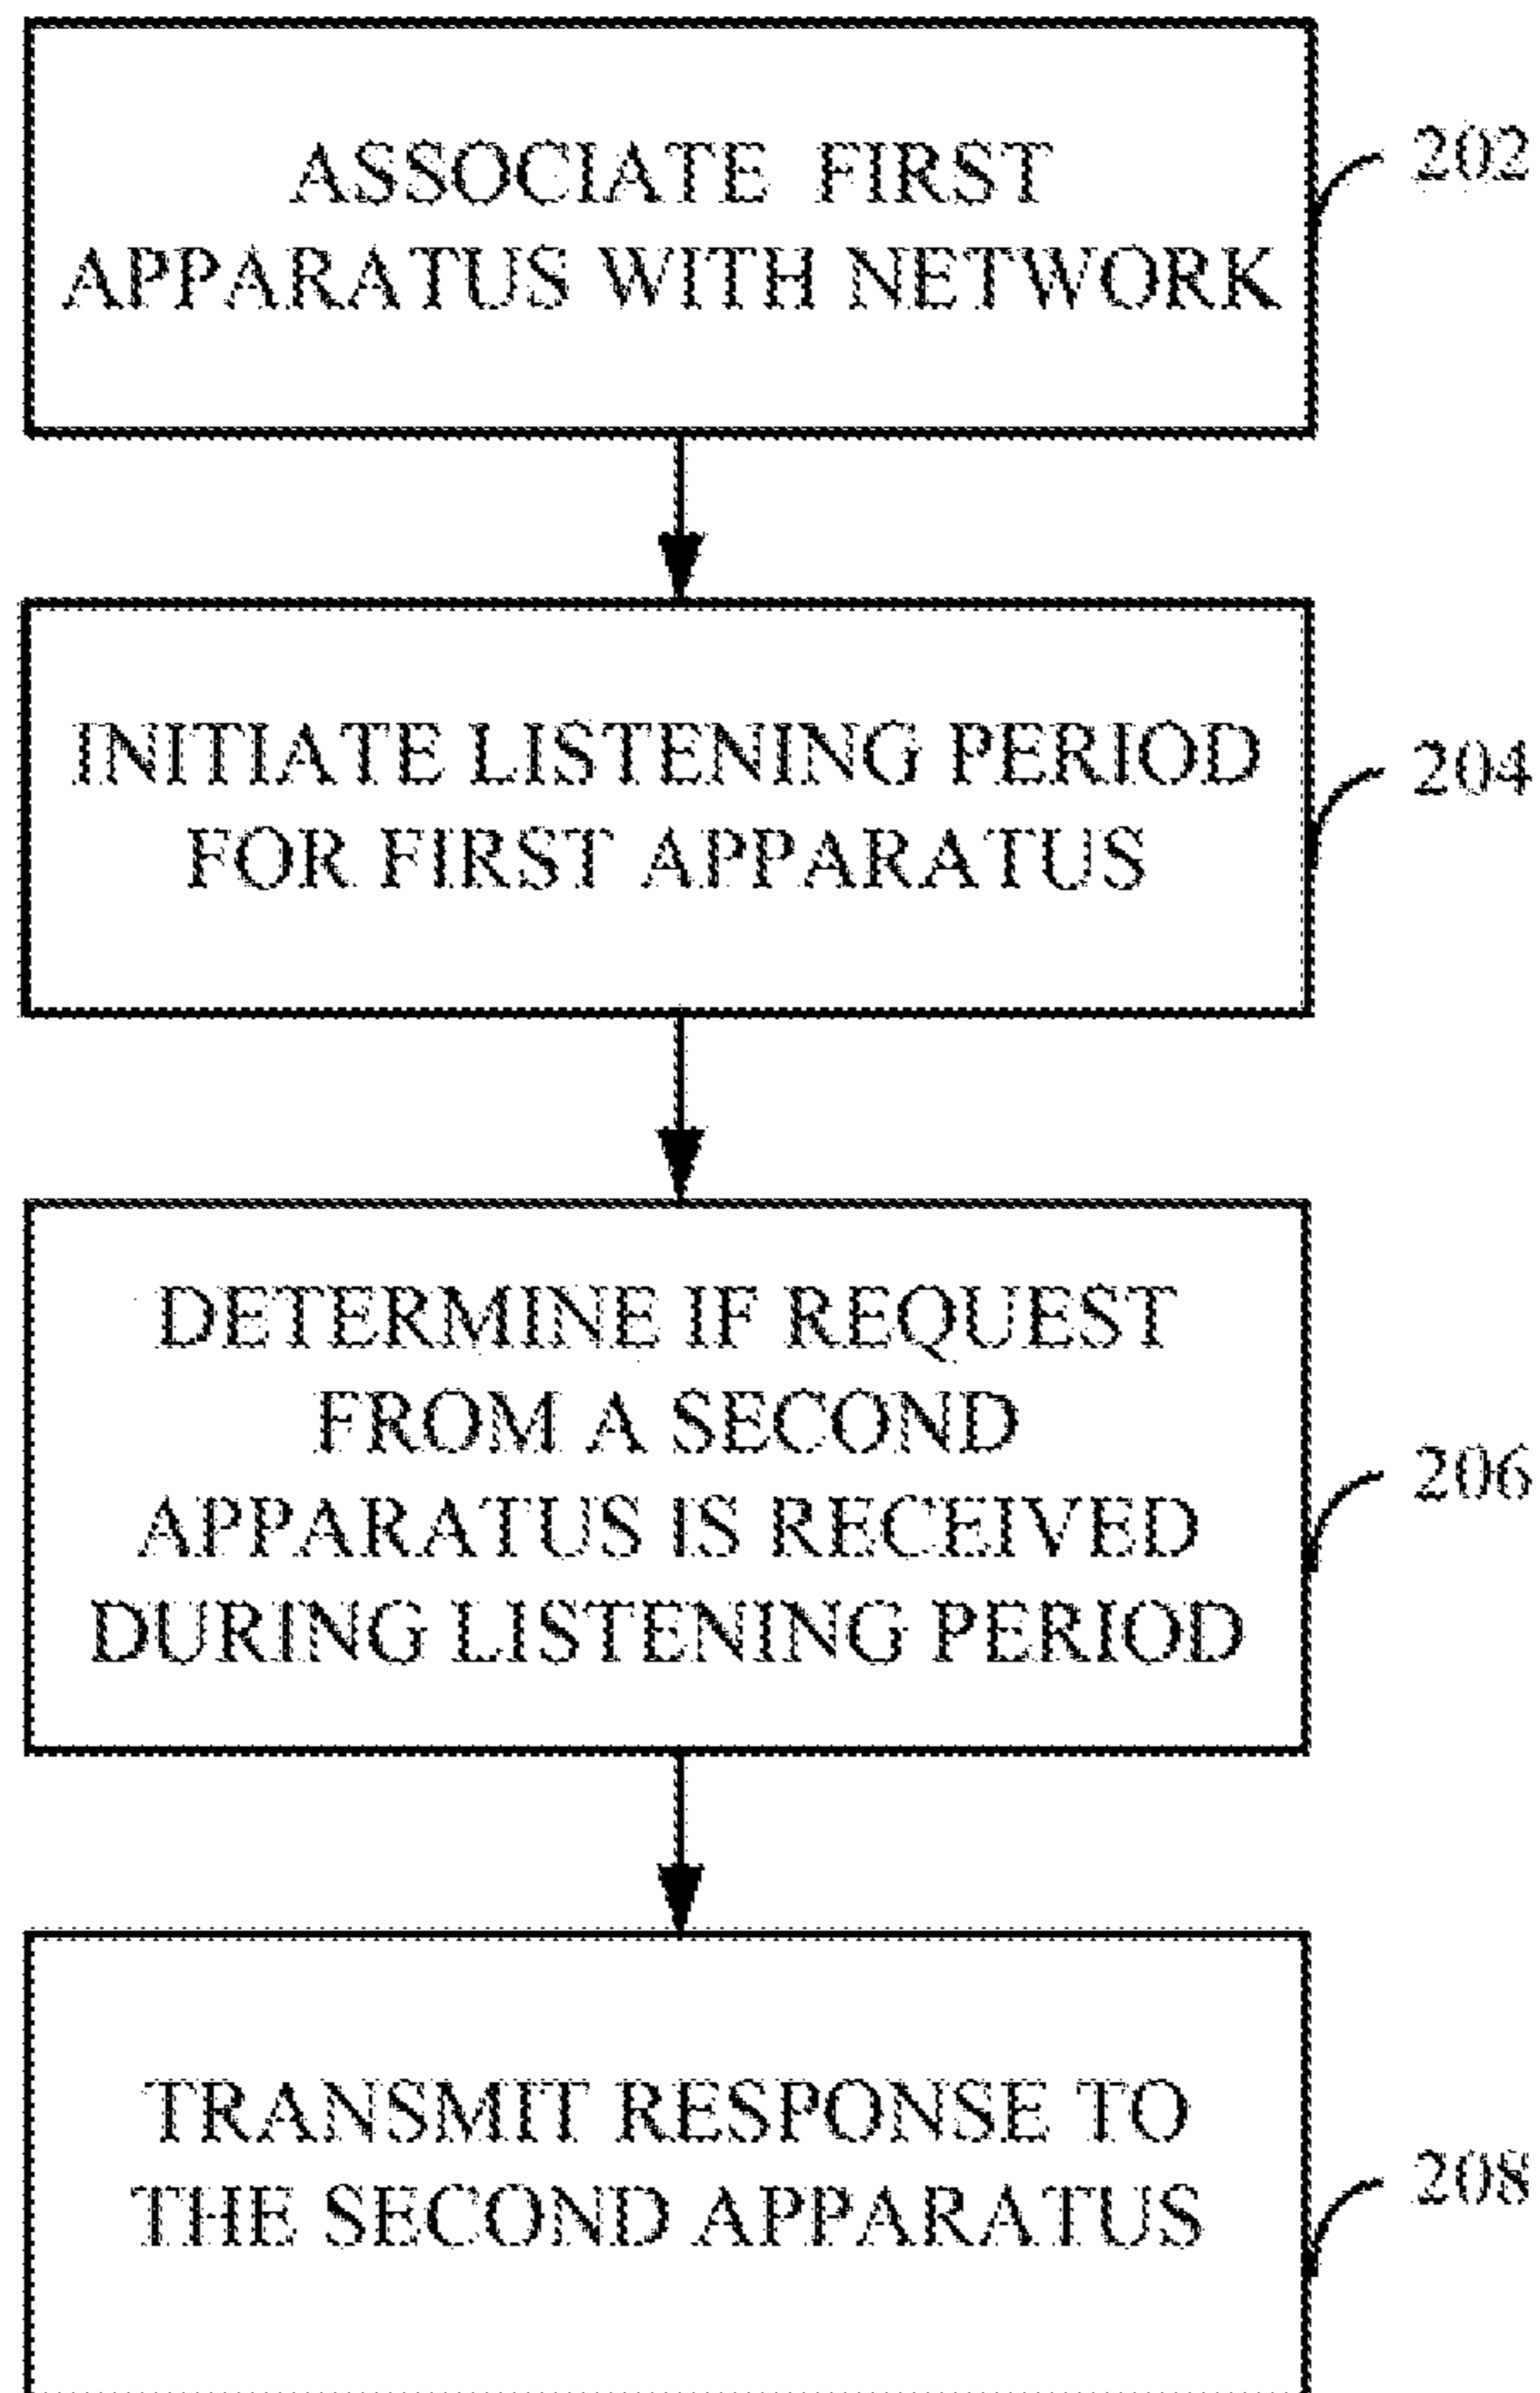 ASSOCIATE FIRST
APPARATUS WITH NETWORK
202
INITIATE LISTENING PERIOD
FOR FIRST APPARATUS
204
DETERMINE IF REQUEST
FROM A SECOND
APPARATUS IS RECEIVED
DURING LISTENING PERIOD
206
TRANSMIT RESPONSE TO
THE SECOND APPARATUS
208